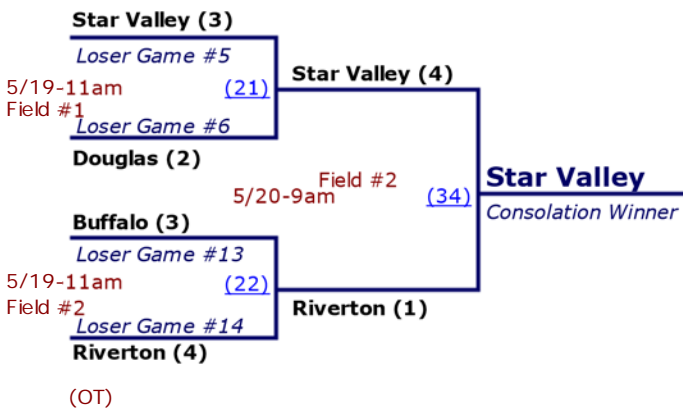 Star Valley (3)
Loser Game #5
5/19-11am
(21)
Star Valley (4)
Field #1
Loser Game #6
Douglas (2)
Field #2
5/20-9am
(34)
Star Valley
Consolation Winner
Buffalo (3)
Loser Game #13
5/19-11am
(22)
Field #2
Riverton (1)
Loser Game #14
Riverton (4)
(OT)